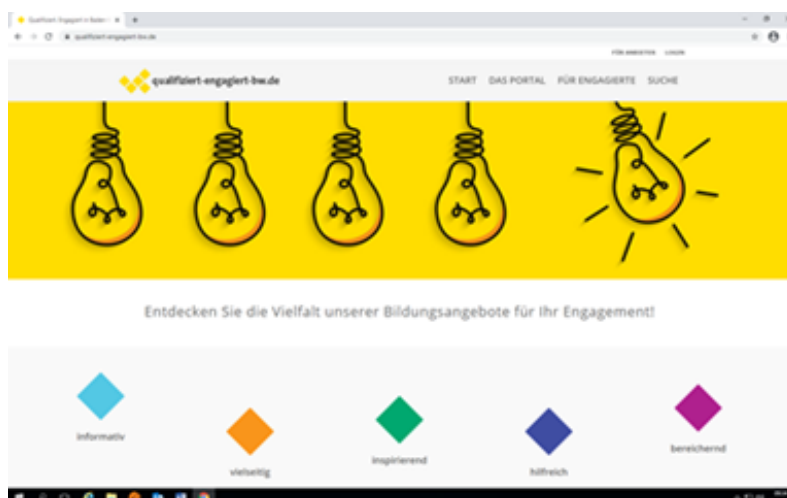 qualifiziert-engagiert-bw.de
FÜR ANBIETER LOGIN
qualifiziert-engagiert-bw.de
START DAS PORTAL FÜR ENGAGIERTE SUCHE
Entdecken Sie die Vielfalt unserer Bildungsangebote für Ihr Engagement!
informativ
vielseitig
inspirierend
hilfreich
bereichernd